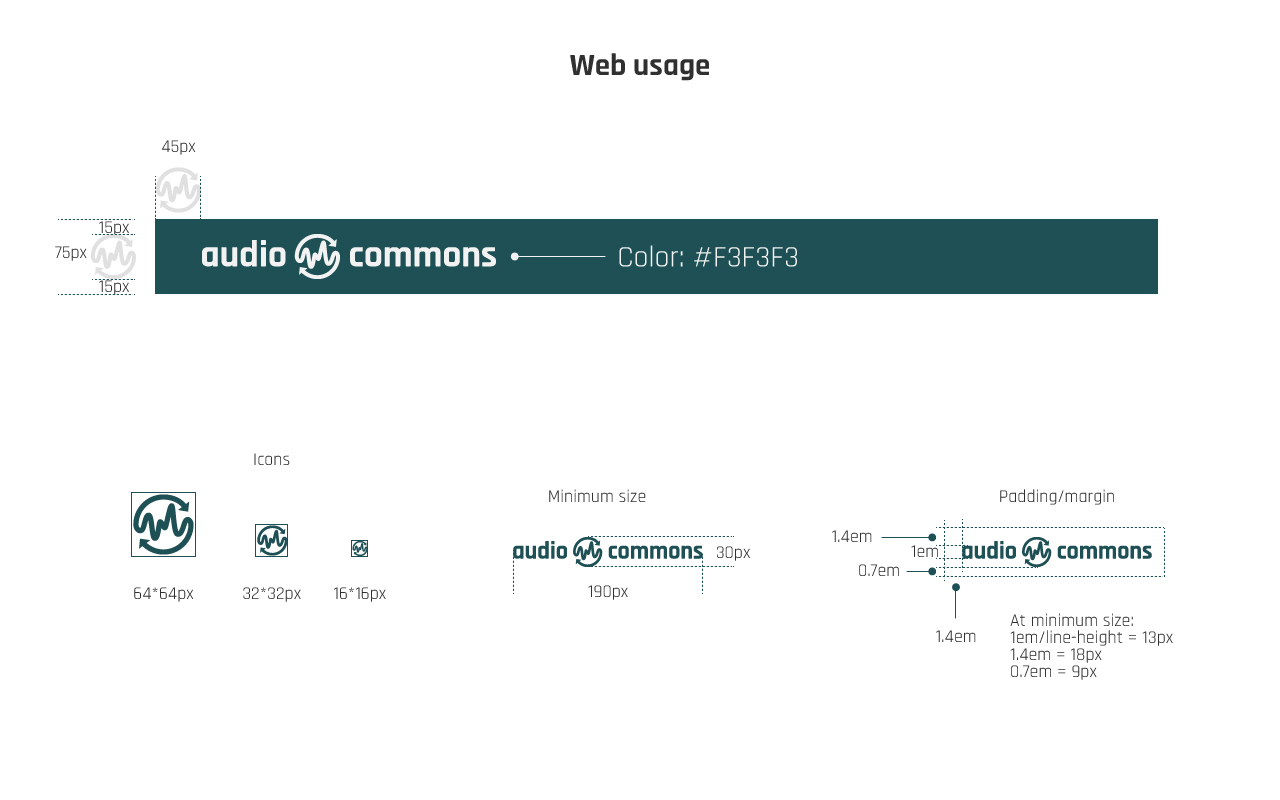 Web usage
45px
15px
75px
15px
audio commons
Color: #F3F3F3
Icons
64*64px
32*32px
16*16px
Minimum size
audio commons
30px
190px
Padding/margin
1.4em
1em
0.7em
audio commons
1.4em
At minimum size:
1em/line-height = 13px
1.4em = 18px
0.7em = 9px